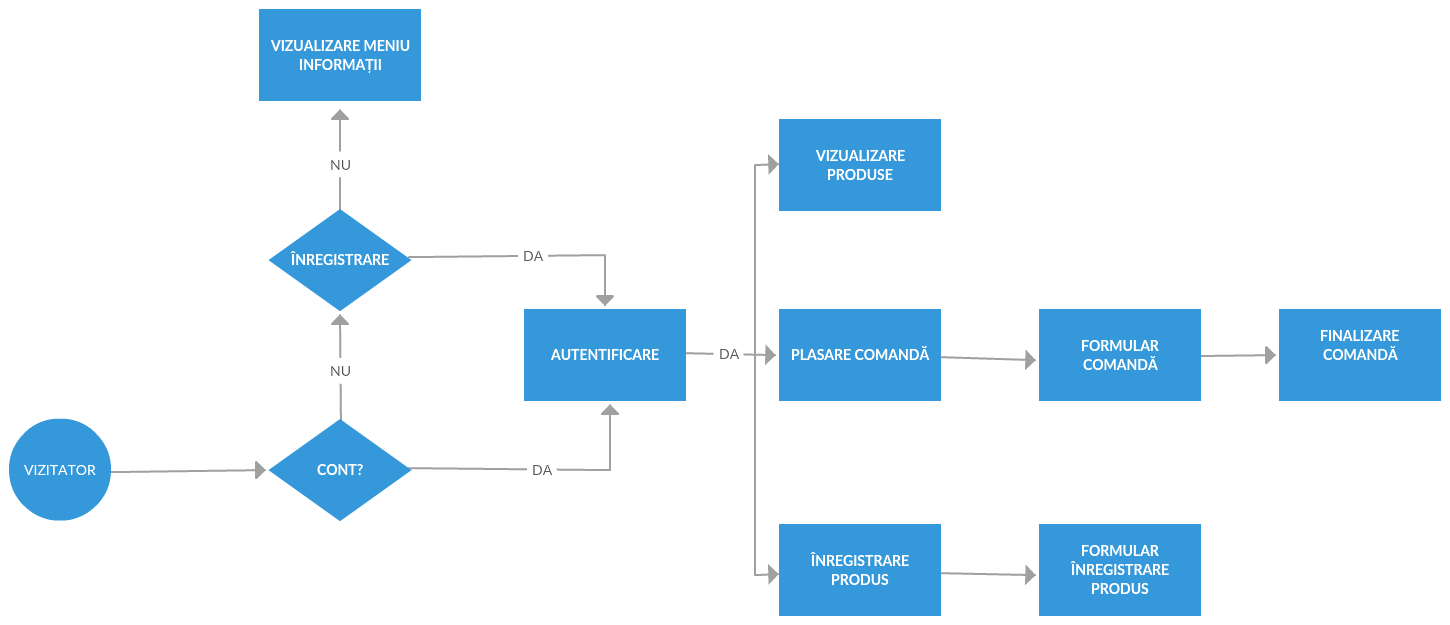 VIZUALIZARE MENIU
INFORMAȚII
NU
ÎNREGISTRARE
DA
NU
VIZITATOR
CONT?
DA
AUTENTIFICARE
DA
VIZUALIZARE
PRODUSE
PLASARE COMANDĂ
FORMULAR
COMANDĂ
FINALIZARE
COMANDĂ
ÎNREGISTRARE
PRODUS
FORMULAR
ÎNREGISTRARE
PRODUS